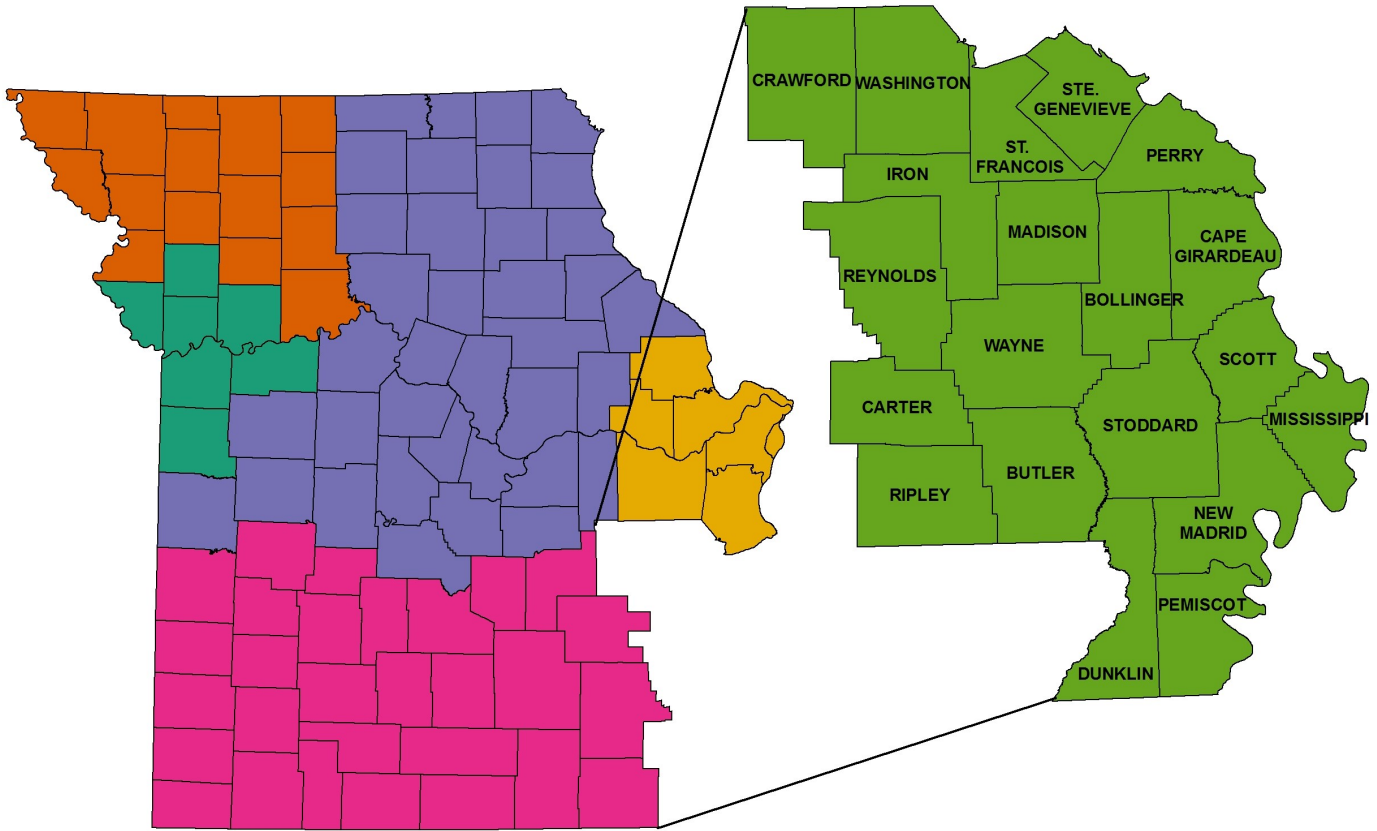 CRAWFORD
WASHINGTON
STE.
GENEVIEVE
ST.
FRANCOIS
PERRY
IRON
MADISON
CAPE
GIRARDEAU
REYNOLDS
BOLLINGER
WAYNE
SCOTT
CARTER
STODDARD
MISSISSIPPI
BUTLER
RIPLEY
NEW
MADRID
PEMISCOT
DUNKLIN